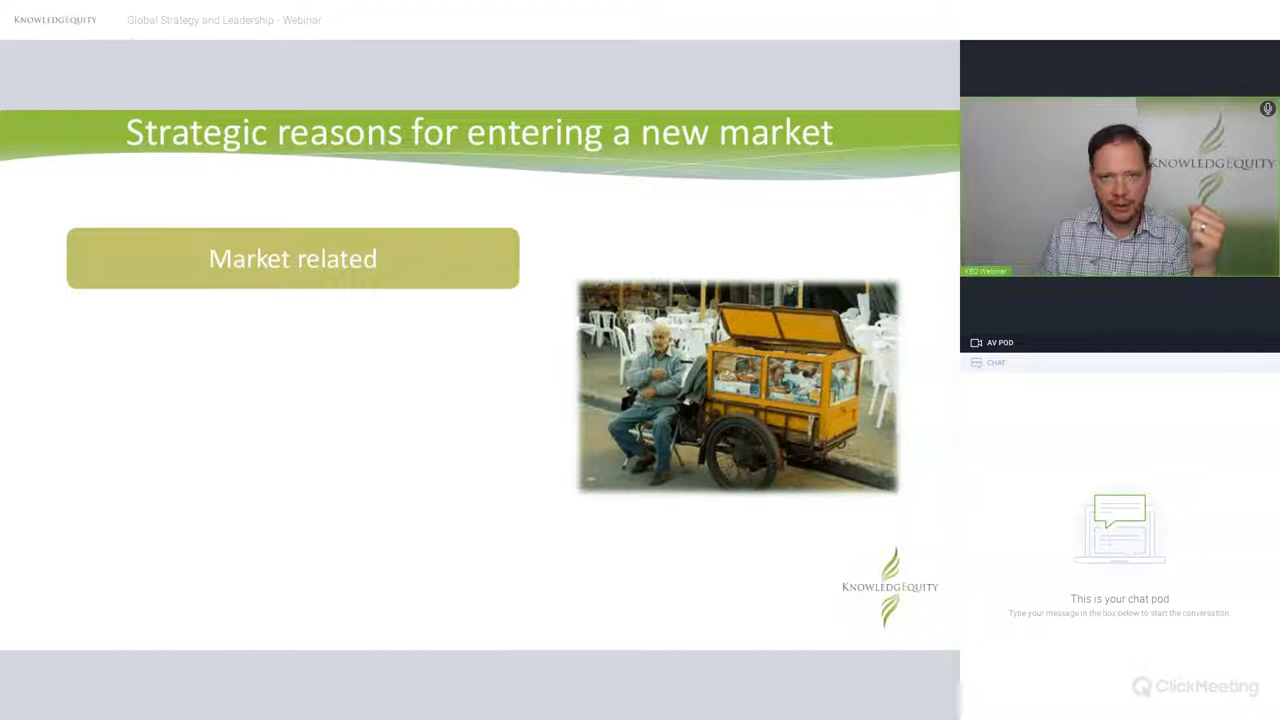 KNOWLEDGEQUITY
Global Strategy and Leadership - Webinar
Strategic reasons for entering a new market
Market related
KNOWLEDGEQUITY
KNOWLEDGEQUITY
KEQ Webinar
AV POD
CHAT
This is your chat pod
Type your message in the box below to start the conversation
ClickMeeting